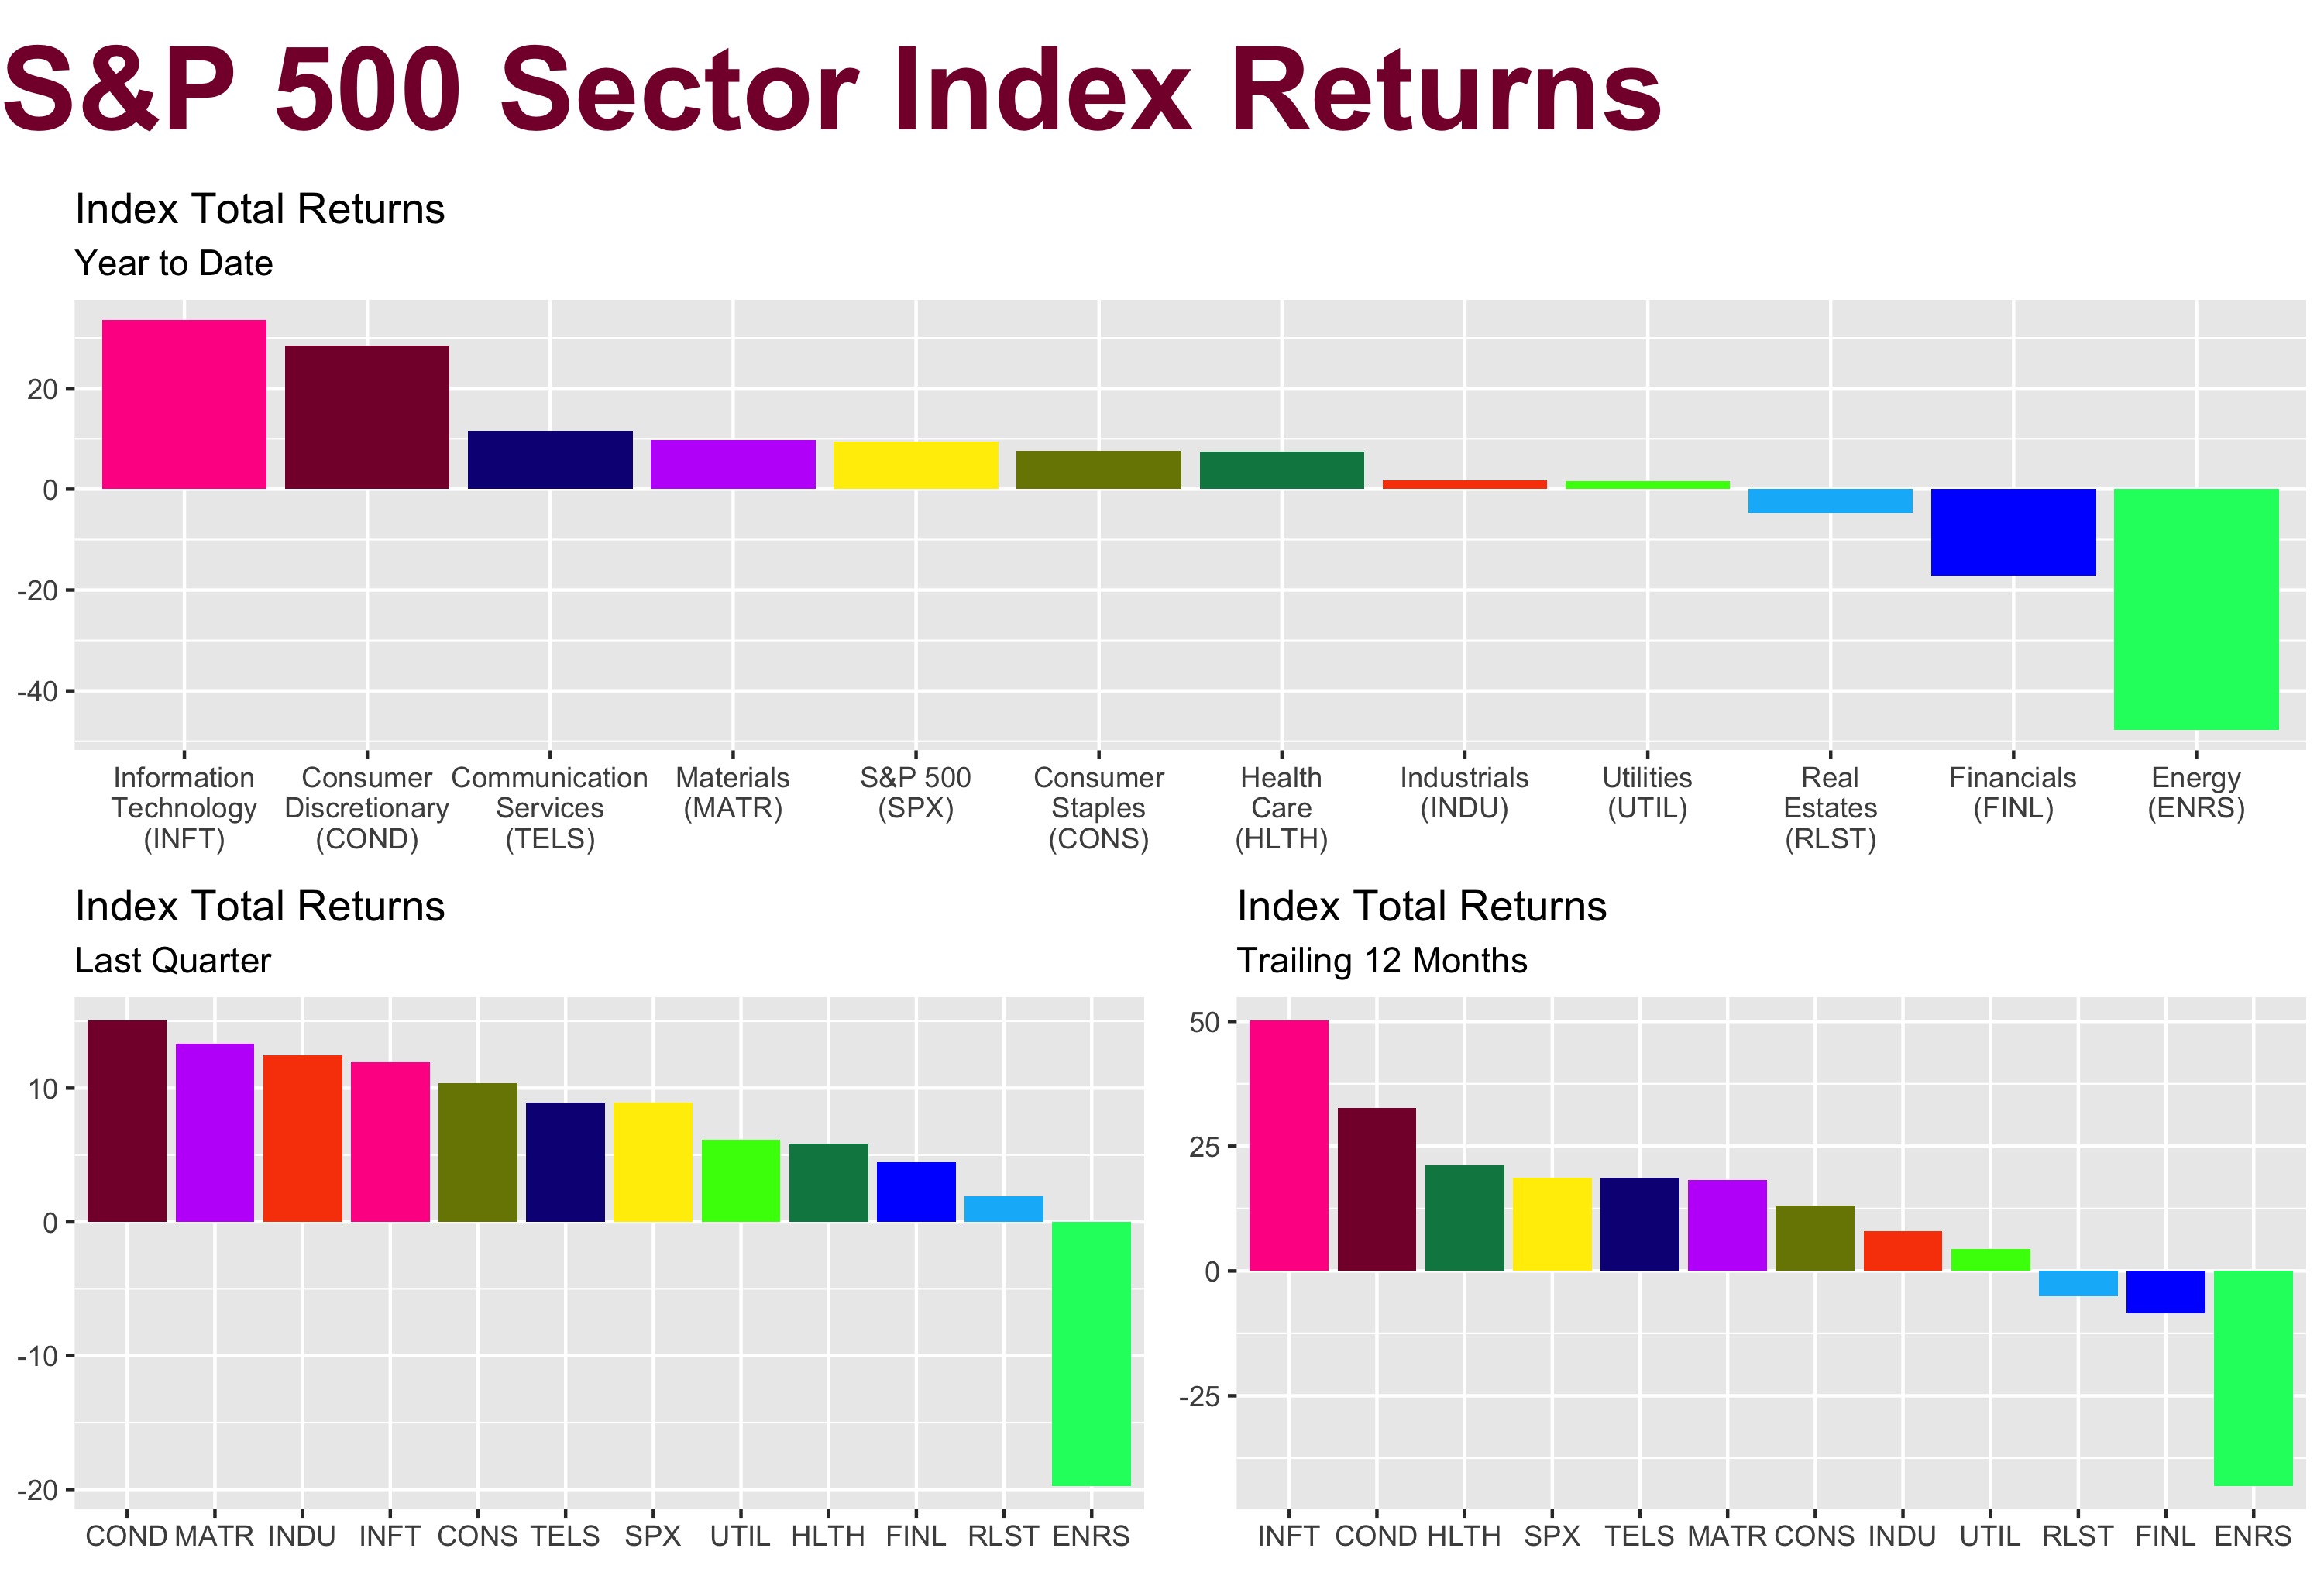 S&P 500 Sector Index Returns
Index Total Returns
Year to Date
20
0
-20
-40
Information Consumer Communication Materials S&P 500 Consumer Health Industrials Utilities Real Financials Energy
Technology Discretionary Services (MATR) (SPX) Staples Care (INDU) (UTIL) Estates (FINL) (ENRS)
(INFT) (COND) (TELS) (CONS) (HLTH) (RLST)
Index Total Returns
Last Quarter
10
0
-10
-20
COND MATR INDU INFT CONS TELS SPX UTIL HLTH FINL RLST ENRS
Index Total Returns
Trailing 12 Months
50
25
0
-25
INFT COND HLTH SPX TELS MATR CONS INDU UTIL RLST FINL ENRS